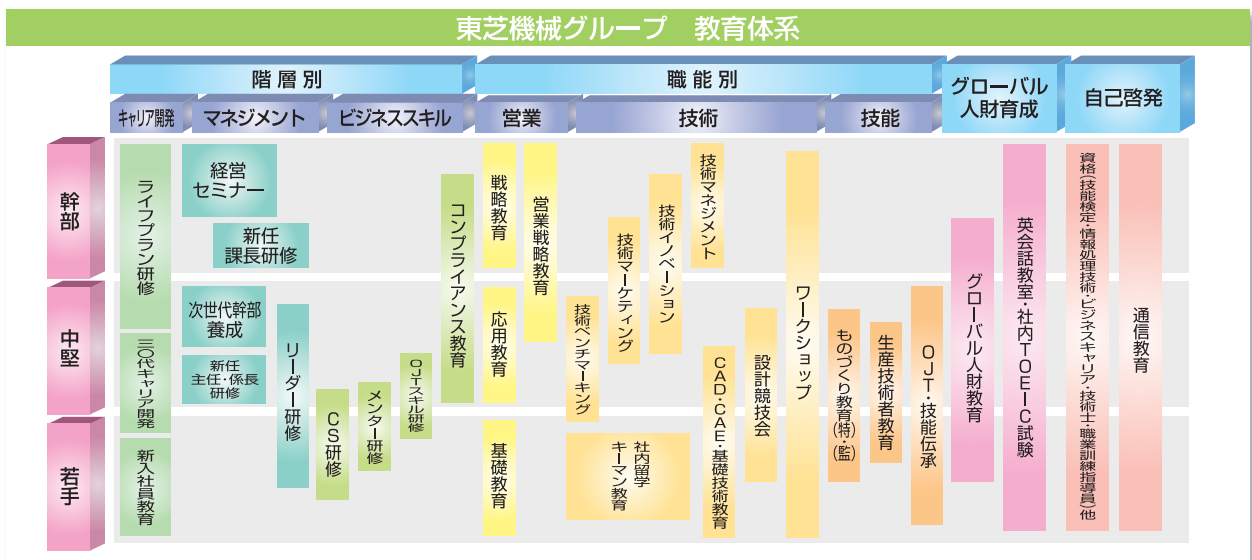 東芝機械グループ　教育体系
階層別
職能別
グローバル
人財育成
自己啓発
キャリア開発
マネジメント
ビジネススキル
営業
技術
技能
幹部
中堅
若手
ライフプラン研修
三〇代キャリア開発
新入社員教育
経営
セミナー
新任
課長研修
次世代幹部
養成
新任
主任・係長
研修
リーダー研修
CS研修
メンター研修
OJTスキル研修
コンプライアンス教育
戦略教育
応用教育
基礎教育
営業戦略教育
技術ベンチマーキング
技術マーケティング
技術イノベーション
技術マネジメント
社内留学
キーマン教育
CAD・CAE・基礎技術教育
設計競技会
ワークショップ
ものづくり教育(特・監)
生産技術者教育
OJT・技能伝承
グローバル人財教育
英会話教室・社内TOEIC試験
資格(技能検定・情報処理技術・ビジネスキャリア・技術士・職業訓練指導員)他
通信教育